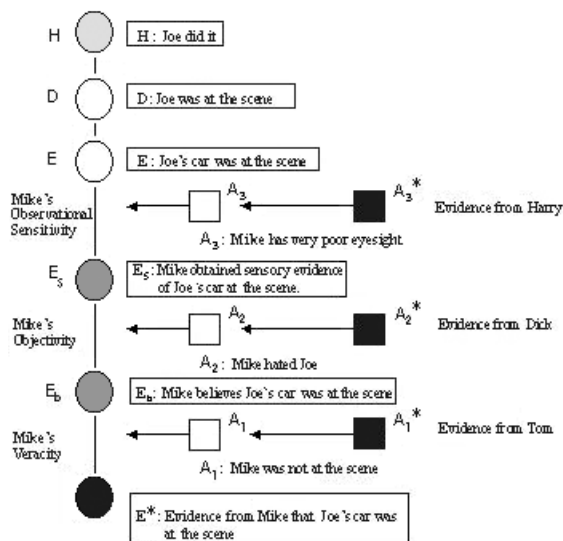 H
H : Joe did it
D
D: Joe was at the scene
E
E : Joe's car was at the scene
Mike's
Observational
Sensitivity
A3
A3*
Evidence from Harry
A3 : Mike has very poor eyesight.
Es
Es : Mike obtained sensory evidence
of Joe's car at the scene.
Mike's
Objectivity
A2
A2*
Evidence from Dick
A2 : Mike hated Joe
Eb
Eb : Mike believes Joe's car was at the scene
Mike's
Veracity
A1
A1*
Evidence from Tom
A1 : Mike was not at the scene
E* : Evidence from Mike that Joe's car was
at the scene